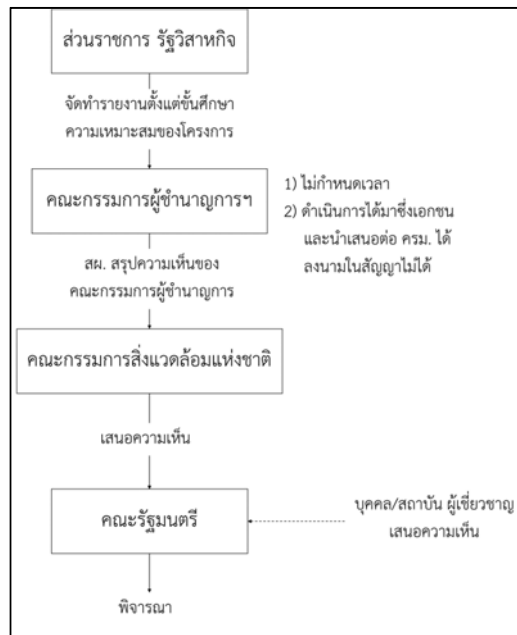 ส่วนราชการ รัฐวิสาหกิจ
จัดทำรายงานตั้งแต่ขั้นศึกษา
ความเหมาะสมของโครงการ
คณะกรรมการผู้ชำนาญการฯ
1) ไม่กำหนดเวลา
2) ดำเนินการได้มาซึ่งเอกชน
และนำเสนอต่อ ครม. ได้
ลงนามในสัญญาไม่ได้
สผ. สรุปความเห็นของ
คณะกรรมการผู้ชำนาญการ
คณะกรรมการสิ่งแวดล้อมแห่งชาติ
เสนอความเห็น
คณะรัฐมนตรี
บุคคล/สถาบัน ผู้เชี่ยวชาญ
เสนอความเห็น
พิจารณา